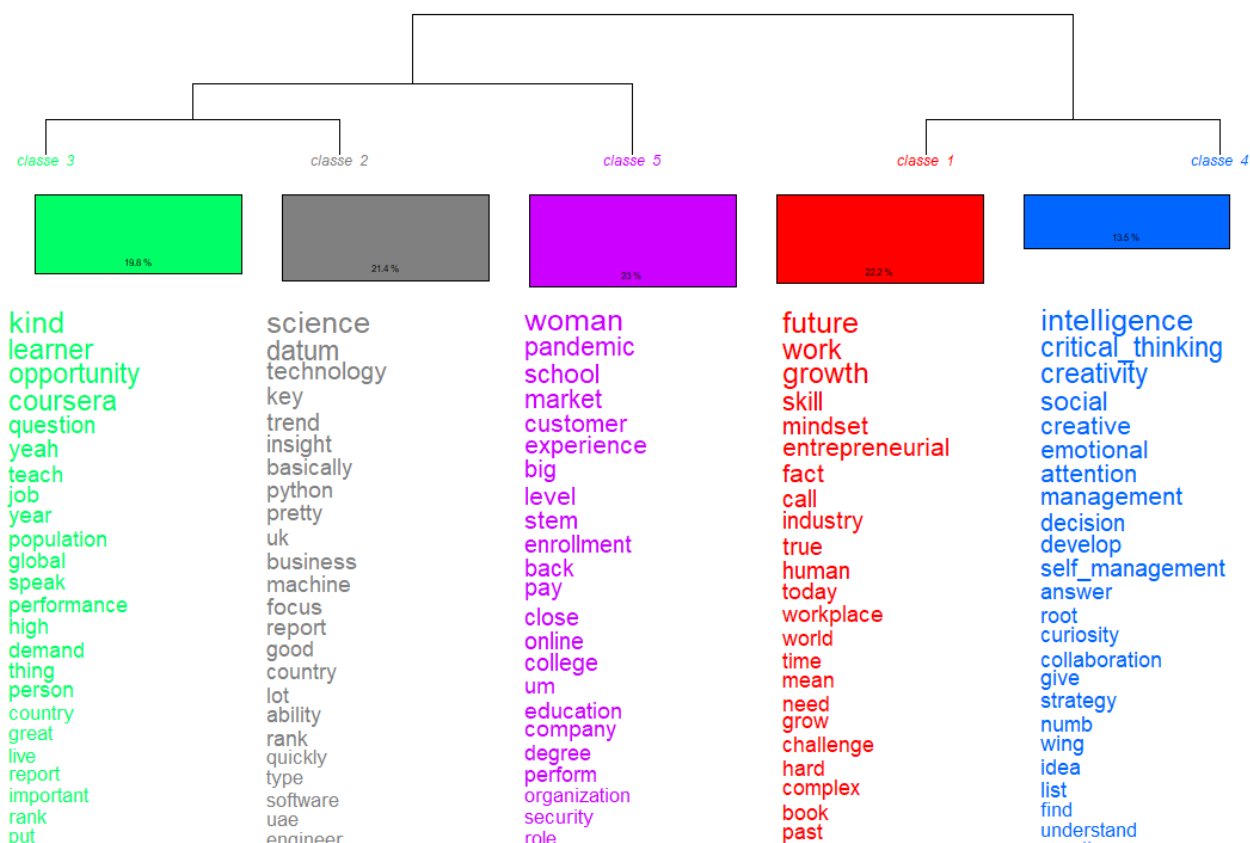 classe 3
classe 2
classe 5
classe 1
classe 4
19.8 %
21.4 %
23 %
22.2 %
13.5 %
kind
learner
opportunity
coursera
question
yeah
teach
job
year
population
global
speak
performance
high
demand
thing
person
country
great
live
report
important
rank
put
science
datum
technology
key
trend
insight
basically
python
pretty
uk
business
machine
focus
report
good
country
lot
ability
rank
quickly
type
software
uae
engineer
woman
pandemic
school
market
customer
experience
big
level
stem
enrollment
back
pay
close
online
college
um
education
company
degree
perform
organization
security
role
future
work
growth
skill
mindset
entrepreneurial
fact
call
industry
true
human
today
workplace
world
time
mean
need
grow
challenge
hard
complex
book
past
intelligence
critical_thinking
creativity
social
creative
emotional
attention
management
decision
develop
self_management
answer
root
curiosity
collaboration
give
strategy
numb
wing
idea
list
find
understand